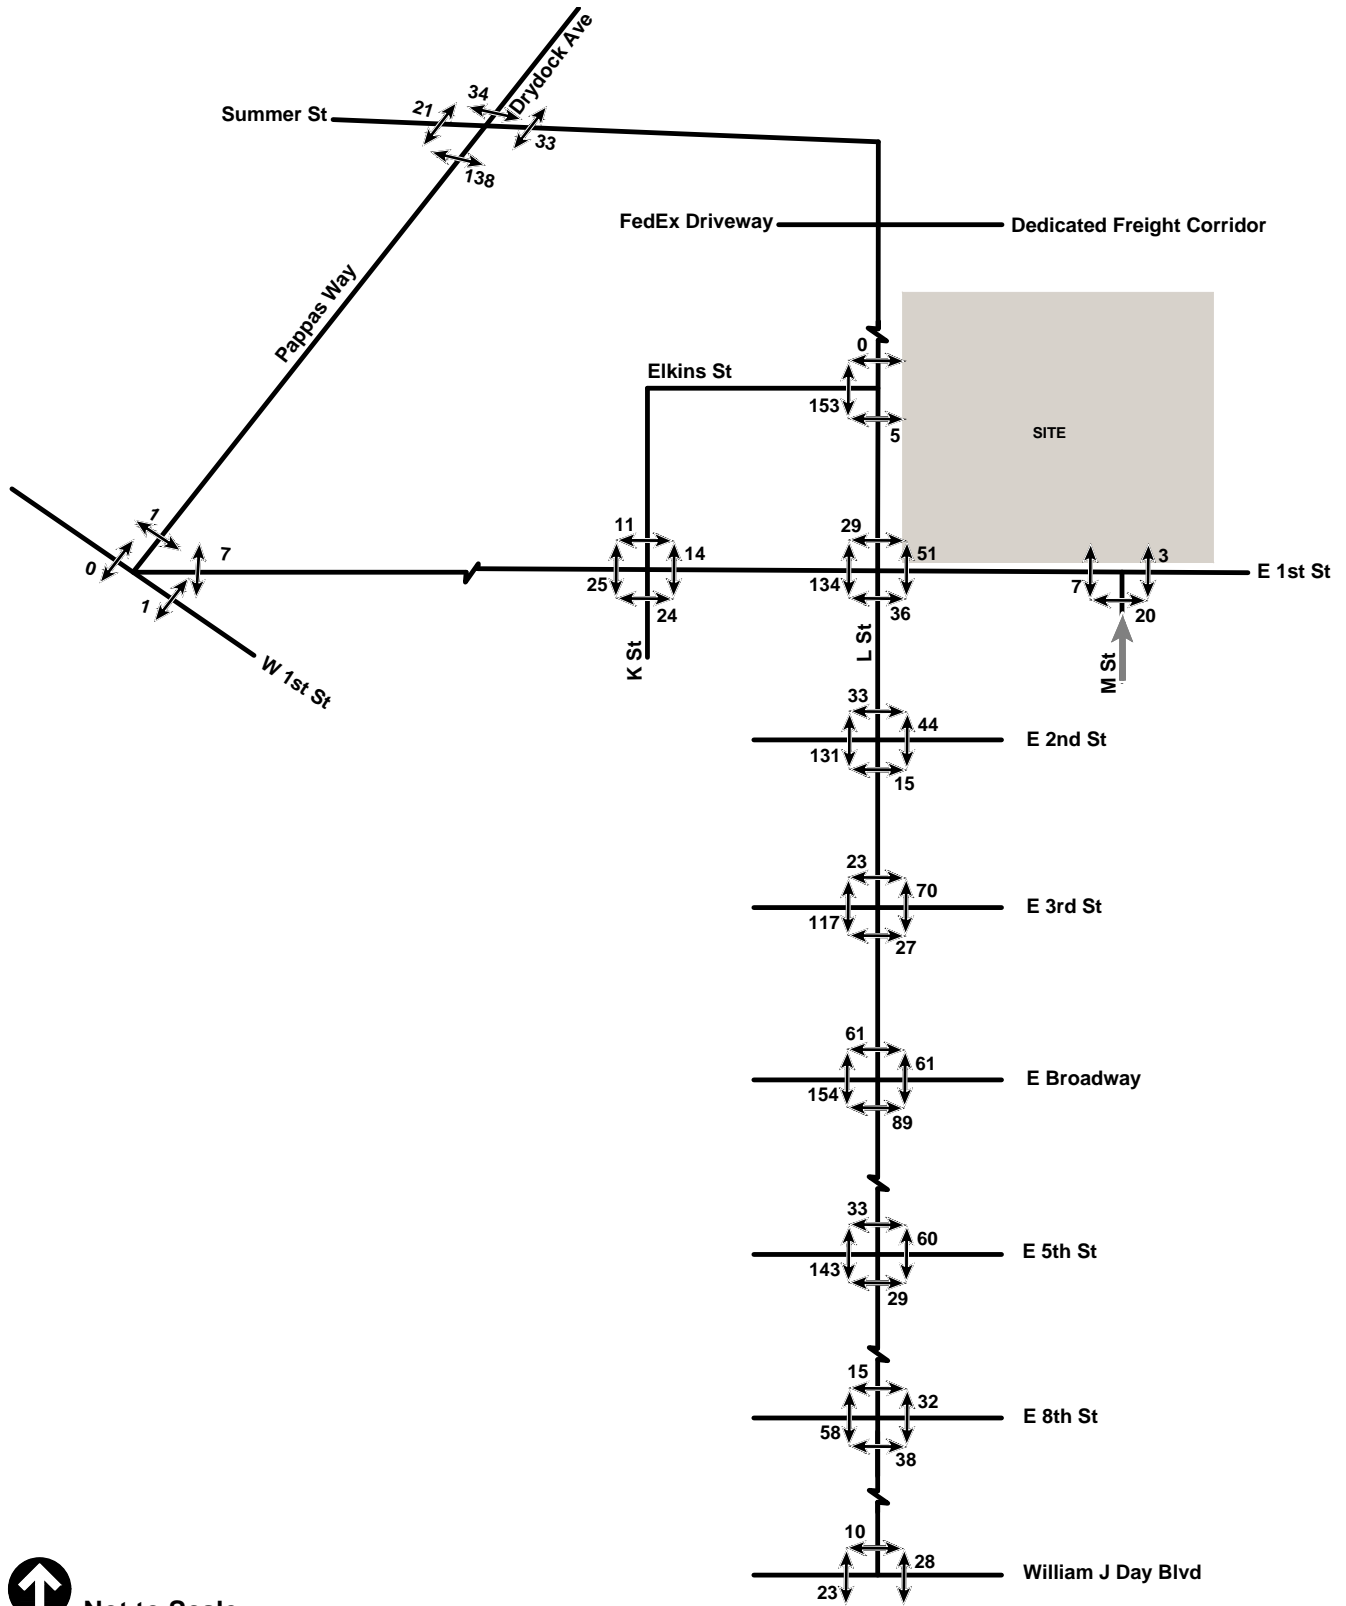 Drydock Ave
34
21
Summer St
33
138
FedEx Driveway
Dedicated Freight Corridor
Pappas Way
0
Elkins St
153
5
SITE
1
0
7
1
W 1st St
11
14
25
24
K St
29
51
134
36
L St
3
7
20
E 1st St
M St
33
44
131
15
E 2nd St
23
70
117
27
E 3rd St
61
61
154
89
E Broadway
33
60
143
29
E 5th St
15
32
58
38
E 8th St
10
28
23
William J Day Blvd
Not to Scale